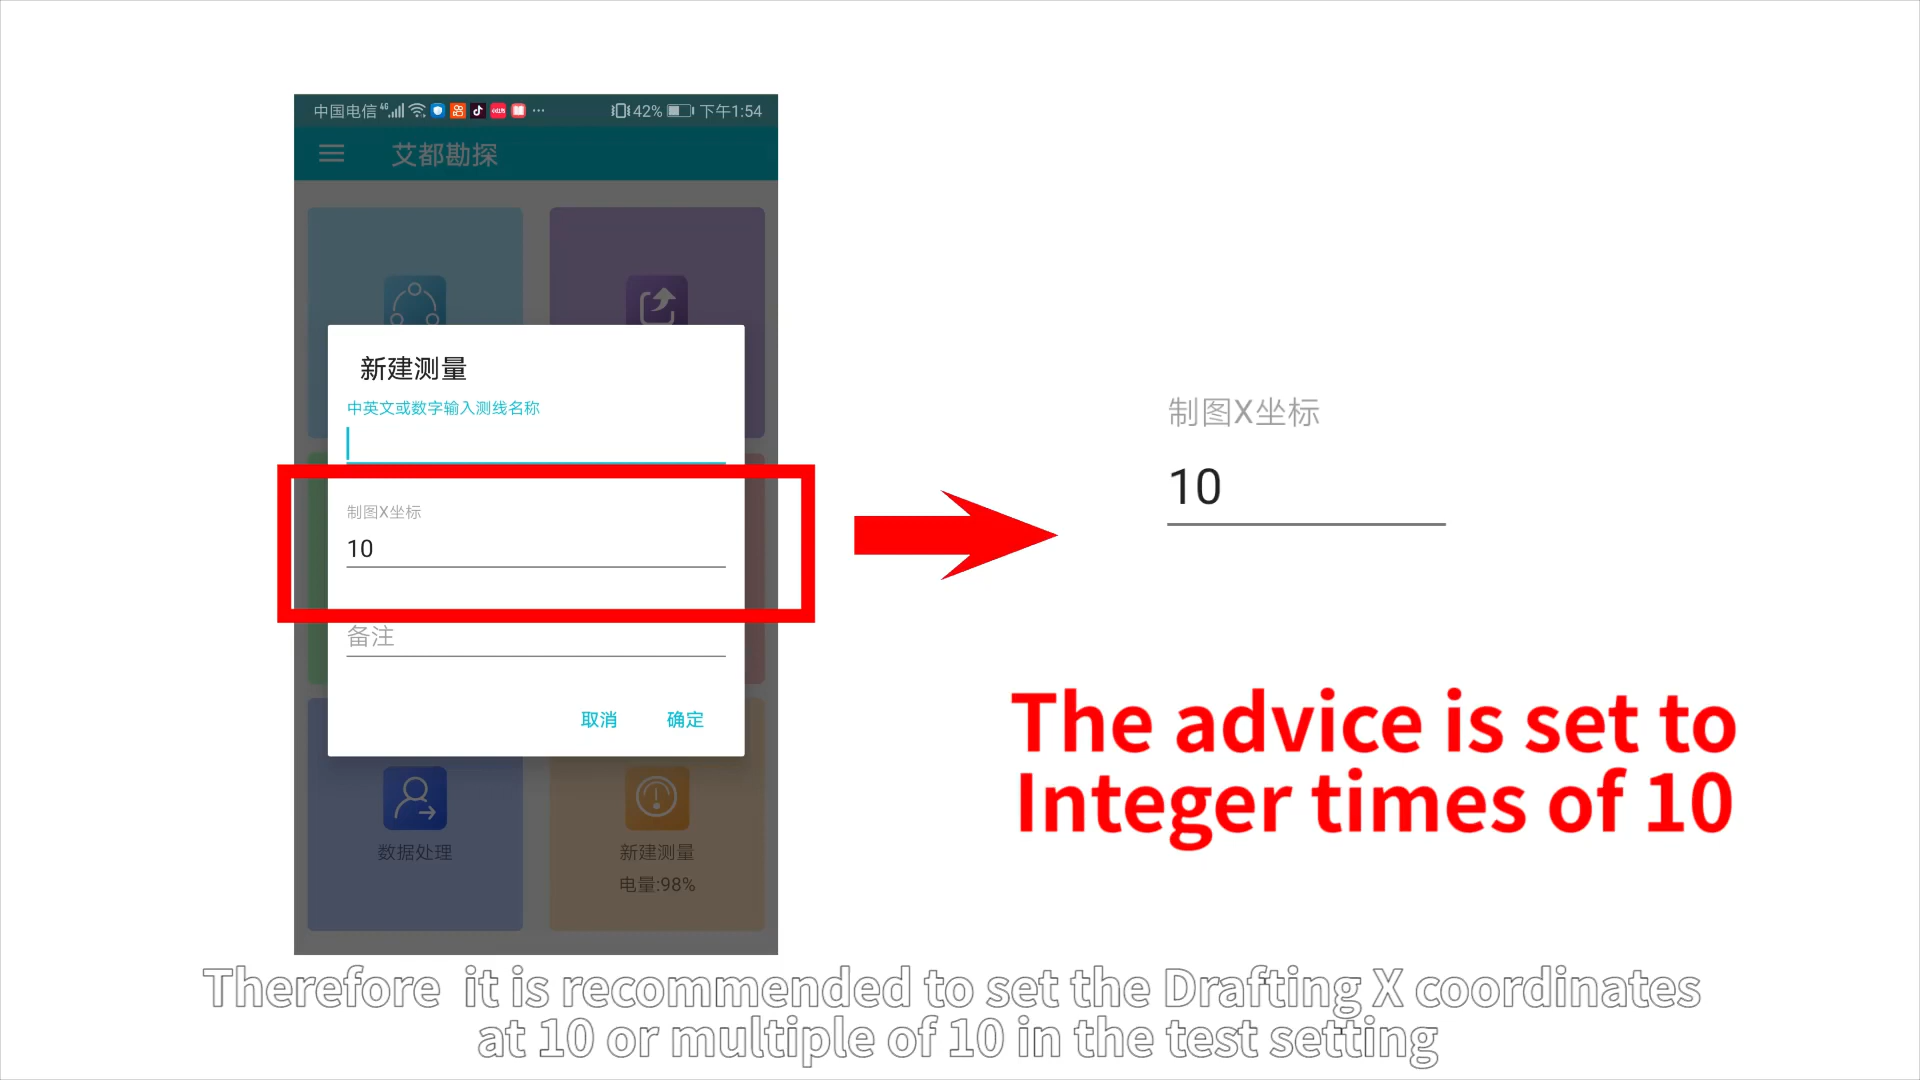 中国电信 4G 42% 下午1:54
艾都勘探
新建测量
中英文或数字输入测线名称
制图X坐标
10
备注
取消 确定
数据处理
新建测量
电量:98%
制图X坐标
10
The advice is set to
Integer times of 10
Therefore it is recommended to set the Drafting X coordinates
at 10 or multiple of 10 in the test setting